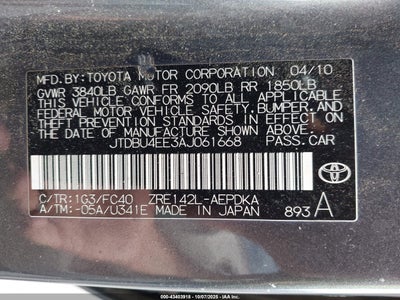 MFD.BY:TOYOTA MOTOR CORPORATION 04/10
GVWR 3840LB GAWR FR 2090LB RR 1850LB
THIS VEHICLE CONFORMS TO ALL APPLICABLE
FEDERAL MOTOR VEHICLE SAFETY,BUMPER,AND
THEFT PREVENTION STANDARDS IN EFFECT ON
THE DATE OF MANUFACTURE SHOWN ABOVE.
JTDBU4EE3AJ061668 PASS.CAR
C/TR:1G3/FC40 ZRE142L-AEPDKA
A/TM:-05A/U341E MADE IN JAPAN 893 A
TOYOTA
000-43403918 - 10/07/2025 -